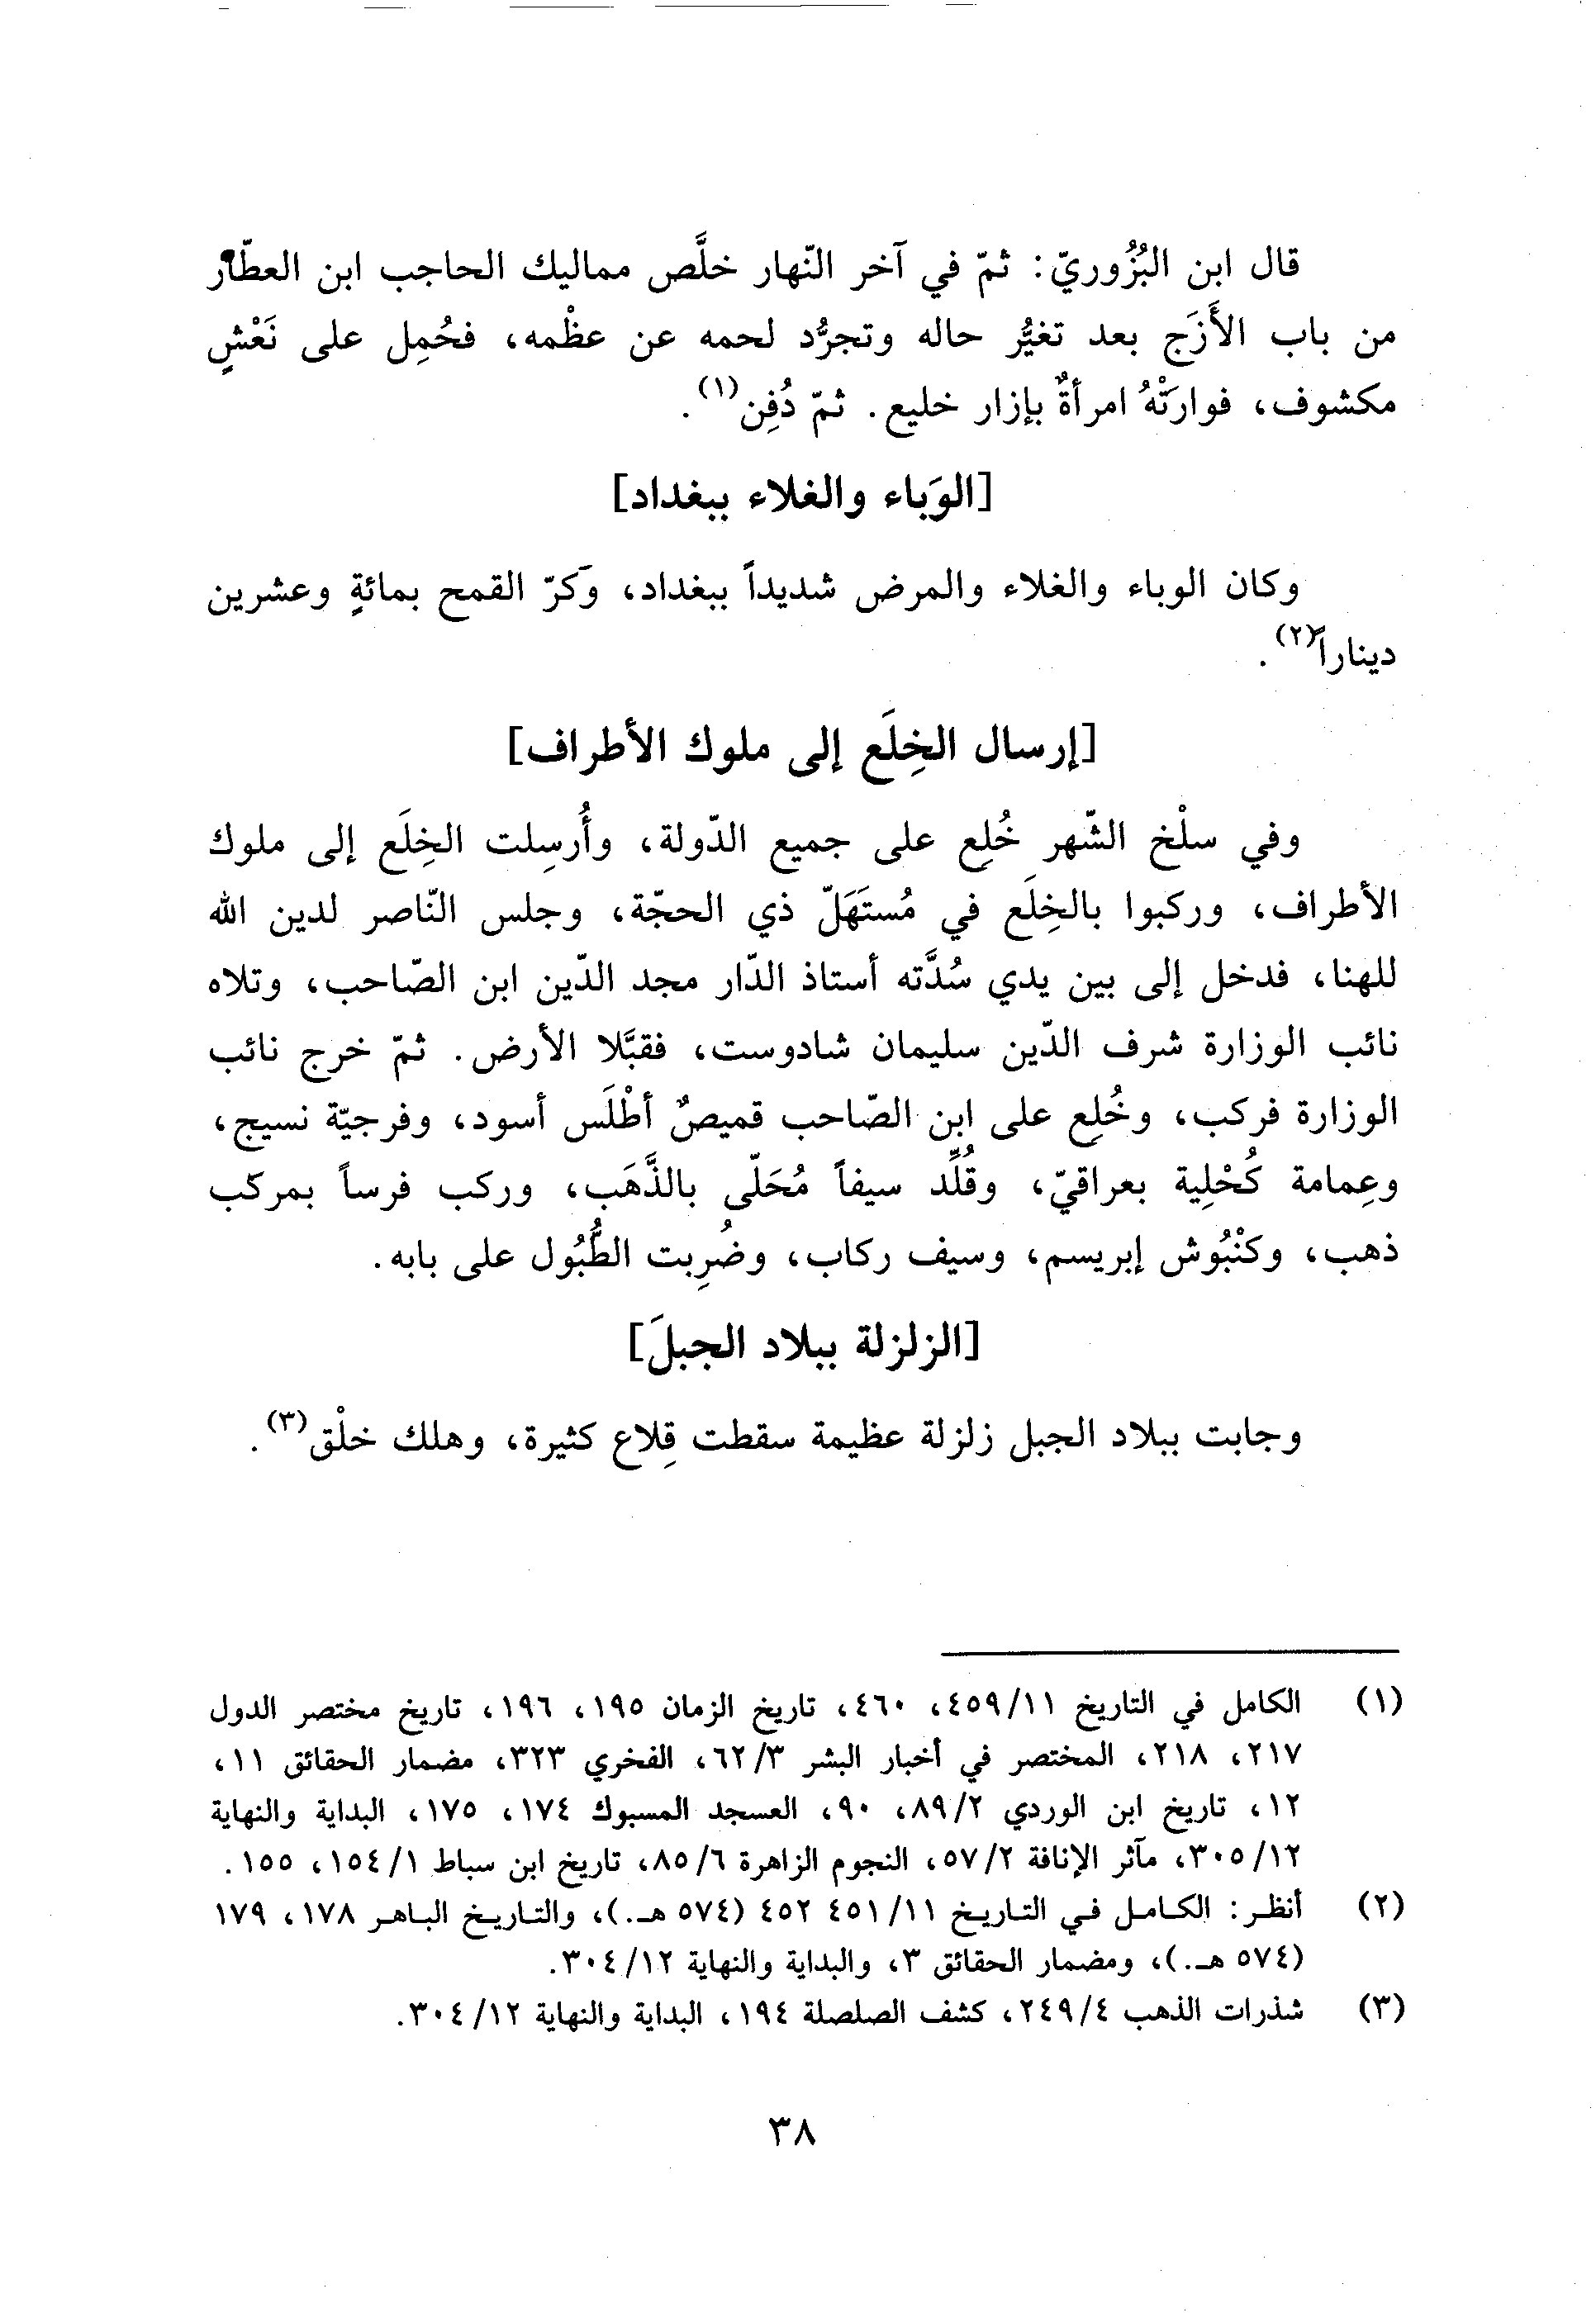 قال ابن البُزُوريّ: ثمّ في آخر النّهار خلَّص مماليك الحاجب ابن العطّار
من باب الأَزَج بعد تغيُّر حاله وتجرُّد لحمه عن عظْمه، فحُمِل على نَعْشٍ
مكشوف، فوارَتْهُ امرأةٌ بإزار خليع. ثمّ دُفِن(١).
[الوَباء والغلاء ببغداد]
وكان الوباء والغلاء والمرض شديداً ببغداد، وكرّ القمح بمائةٍ وعشرين
ديناراً(٢).
[إرسال الخِلَع إلى ملوك الأطراف]
وفي سلْخ الشّهر خُلِع على جميع الدّولة، وأُرسِلت الخِلَع إلى ملوك
الأطراف، وركبوا بالخِلَع في مُستَهَلّ ذي الحجّة، وجلس النّاصر لدين الله
للهنا، فدخل إلى بين يدي سُدَّته أستاذ الدّار مجد الدّين ابن الصّاحب، وتلاه
نائب الوزارة شرف الدّين سليمان شادوست، فقبَّلا الأرض. ثمّ خرج نائب
الوزارة فركب، وخُلِع على ابن الصّاحب قميصٌ أطْلَس أسود، وفرجيّة نسيج،
وعِمامة كُحْلِية بعراقيّ، وقُلِّد سيفاً مُحَلّى بالذَّهَب، وركب فرساً بمركب
ذهب، وكنْبُوش إبريسم، وسيف ركاب، وضُرِبت الطُّبُول على بابه.
[الزلزلة ببلاد الجبلَ]
وجابت ببلاد الجبل زلزلة عظيمة سقطت قِلاع كثيرة، وهلك خلْق(٣).
(١) الكامل في التاريخ ٤٥٩/١١، ٤٦٠، تاريخ الزمان ١٩٥، ١٩٦، تاريخ مختصر الدول
٢١٧، ٢١٨، المختصر في أخبار البشر ٦٢/٣، الفخري ٣٢٣، مضمار الحقائق ١١،
١٢، تاريخ ابن الوردي ٨٩/٢، ٩٠، العسجد المسبوك ١٧٤، ١٧٥، البداية والنهاية
٣٠٥/١٢، مآثر الإنافة ٥٧/٢، النجوم الزاهرة ٨٥/٦، تاريخ ابن سباط ١٥٤/١، ١٥٥.
(٢) أنظر: الكامل في التاريخ ٤٥١/١١ ٤٥٢ (٥٧٤ هـ.)، والتاريخ الباهر ١٧٨، ١٧٩
(٥٧٤ هـ.)، ومضمار الحقائق ٣، والبداية والنهاية ٣٠٤/١٢.
(٣) شذرات الذهب ٢٤٩/٤، كشف الصلصلة ١٩٤، البداية والنهاية ٣٠٤/١٢.
٣٨